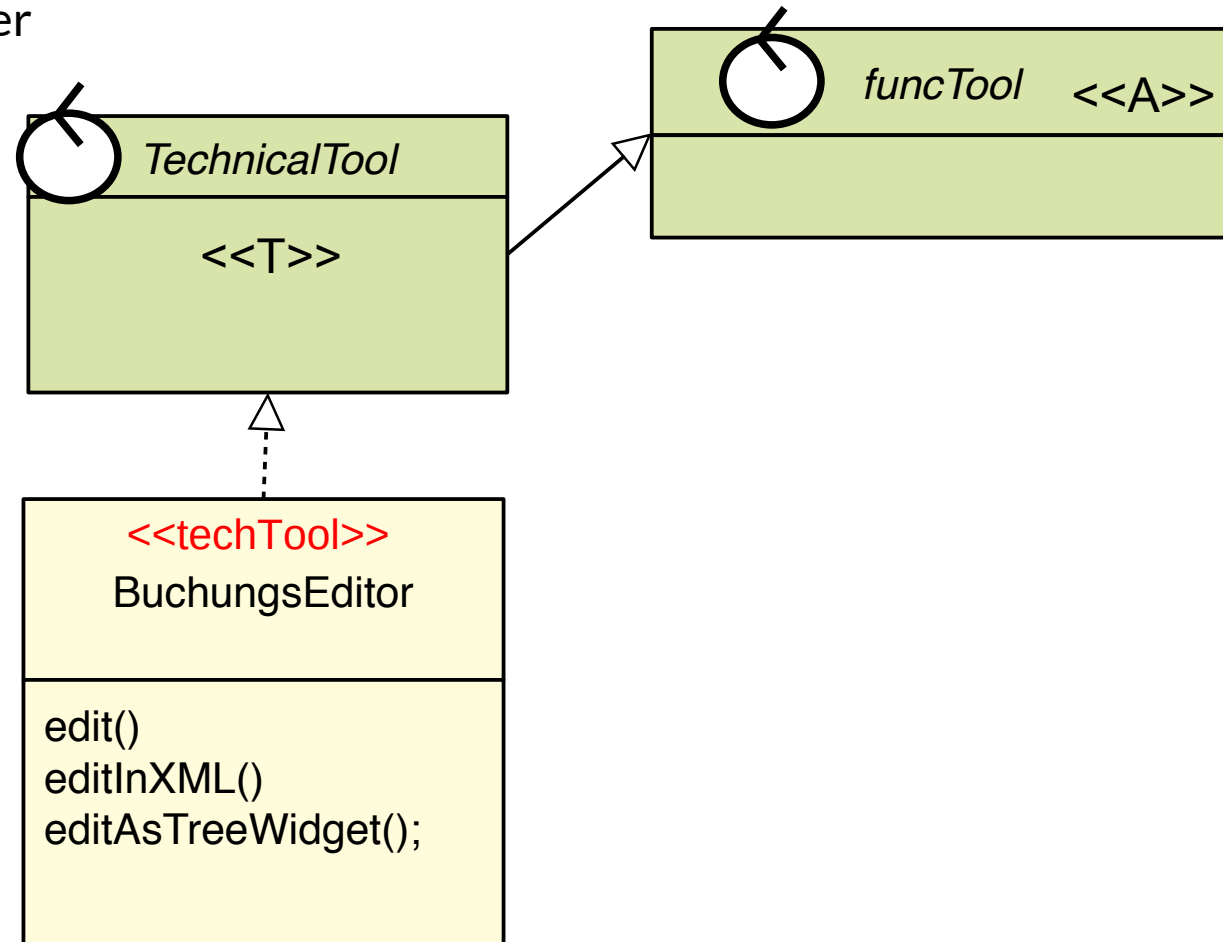 er
funcTool <<A>>
TechnicalTool
<<T>>
<<techTool>>
BuchungsEditor
edit()
editInXML()
editAsTreeWidget();